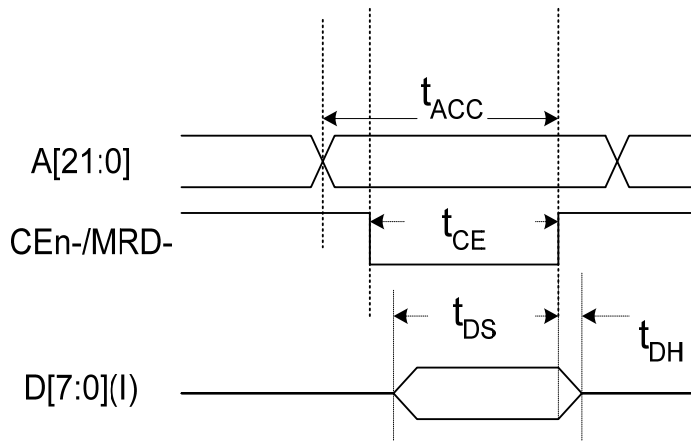 tACC
A[21:0]
CEn-/MRD-
tCE
tDS
tDH
D[7:0](I)